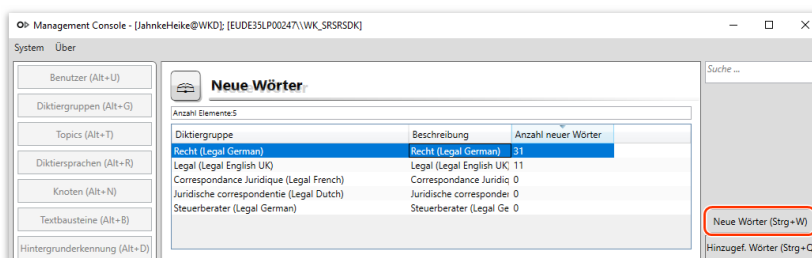 Management Console - [JahnkeHeike@WKD]; [EUDE35LP00247\\WK_SRSRSDK]
System Über
Benutzer (Alt+U)
Diktiergruppen (Alt+G)
Topics (Alt+T)
Diktiersprachen (Alt+R)
Knoten (Alt+N)
Textbausteine (Alt+B)
Hintergrunderkennung (Alt+D)
Neue Wörter
Anzahl Elemente:5
Diktiergruppe Beschreibung Anzahl neuer Wörter
Recht (Legal German) Recht (Legal German) 31
Legal (Legal English UK) Legal (Legal English UK) 11
Correspondance Juridique (Legal French) Correspondance Juridiq 0
Juridische correspondentie (Legal Dutch) Juridische corresponde 0
Steuerberater (Legal German) Steuerberater (Legal Ge 0
Suche ...
Neue Wörter (Strg+W)
Hinzugef. Wörter (Strg+Q